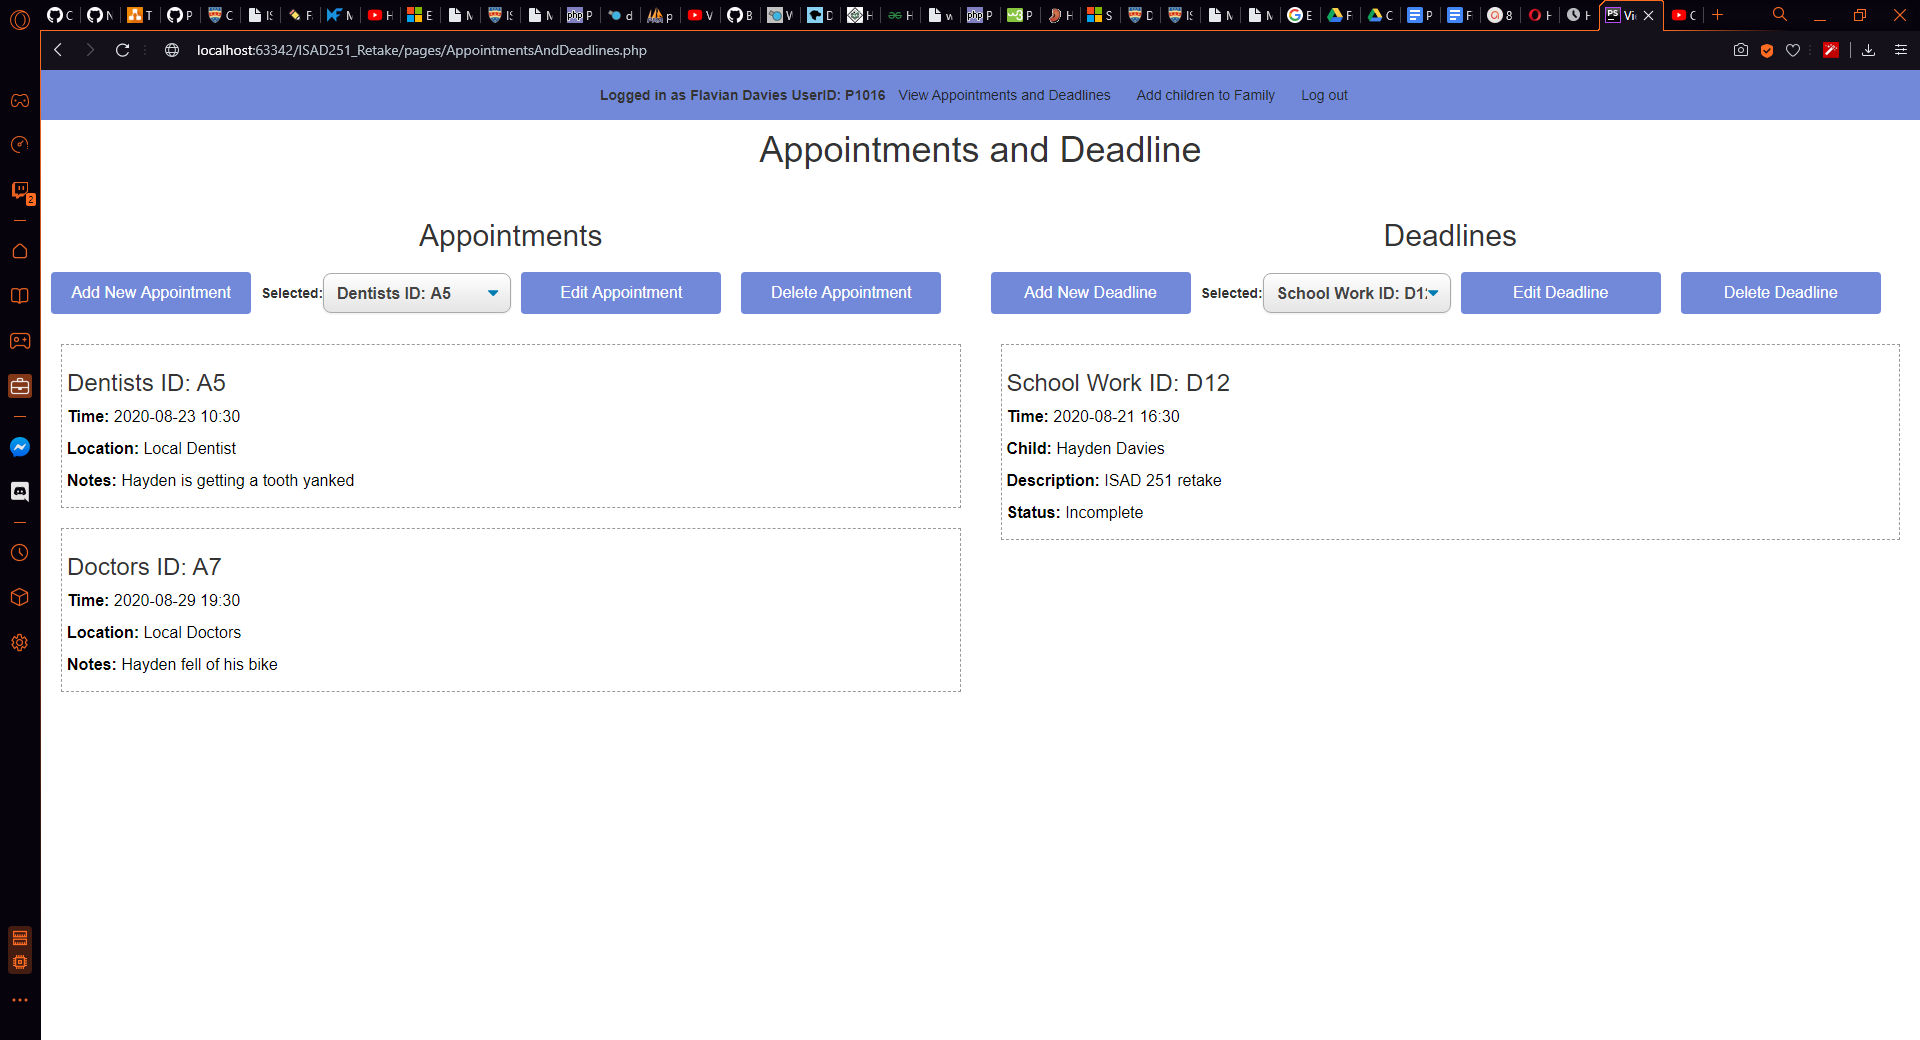 localhost:63342/ISAD251_Retake/pages/AppointmentsAndDeadlines.php
Logged in as Flavian Davies UserID: P1016 View Appointments and Deadlines Add children to Family Log out
Appointments and Deadline
Appointments
Add New Appointment Selected: Dentists ID: A5 Edit Appointment Delete Appointment
Dentists ID: A5
Time: 2020-08-23 10:30
Location: Local Dentist
Notes: Hayden is getting a tooth yanked
Doctors ID: A7
Time: 2020-08-29 19:30
Location: Local Doctors
Notes: Hayden fell of his bike
Deadlines
Add New Deadline Selected: School Work ID: D1 Edit Deadline Delete Deadline
School Work ID: D12
Time: 2020-08-21 16:30
Child: Hayden Davies
Description: ISAD 251 retake
Status: Incomplete
2